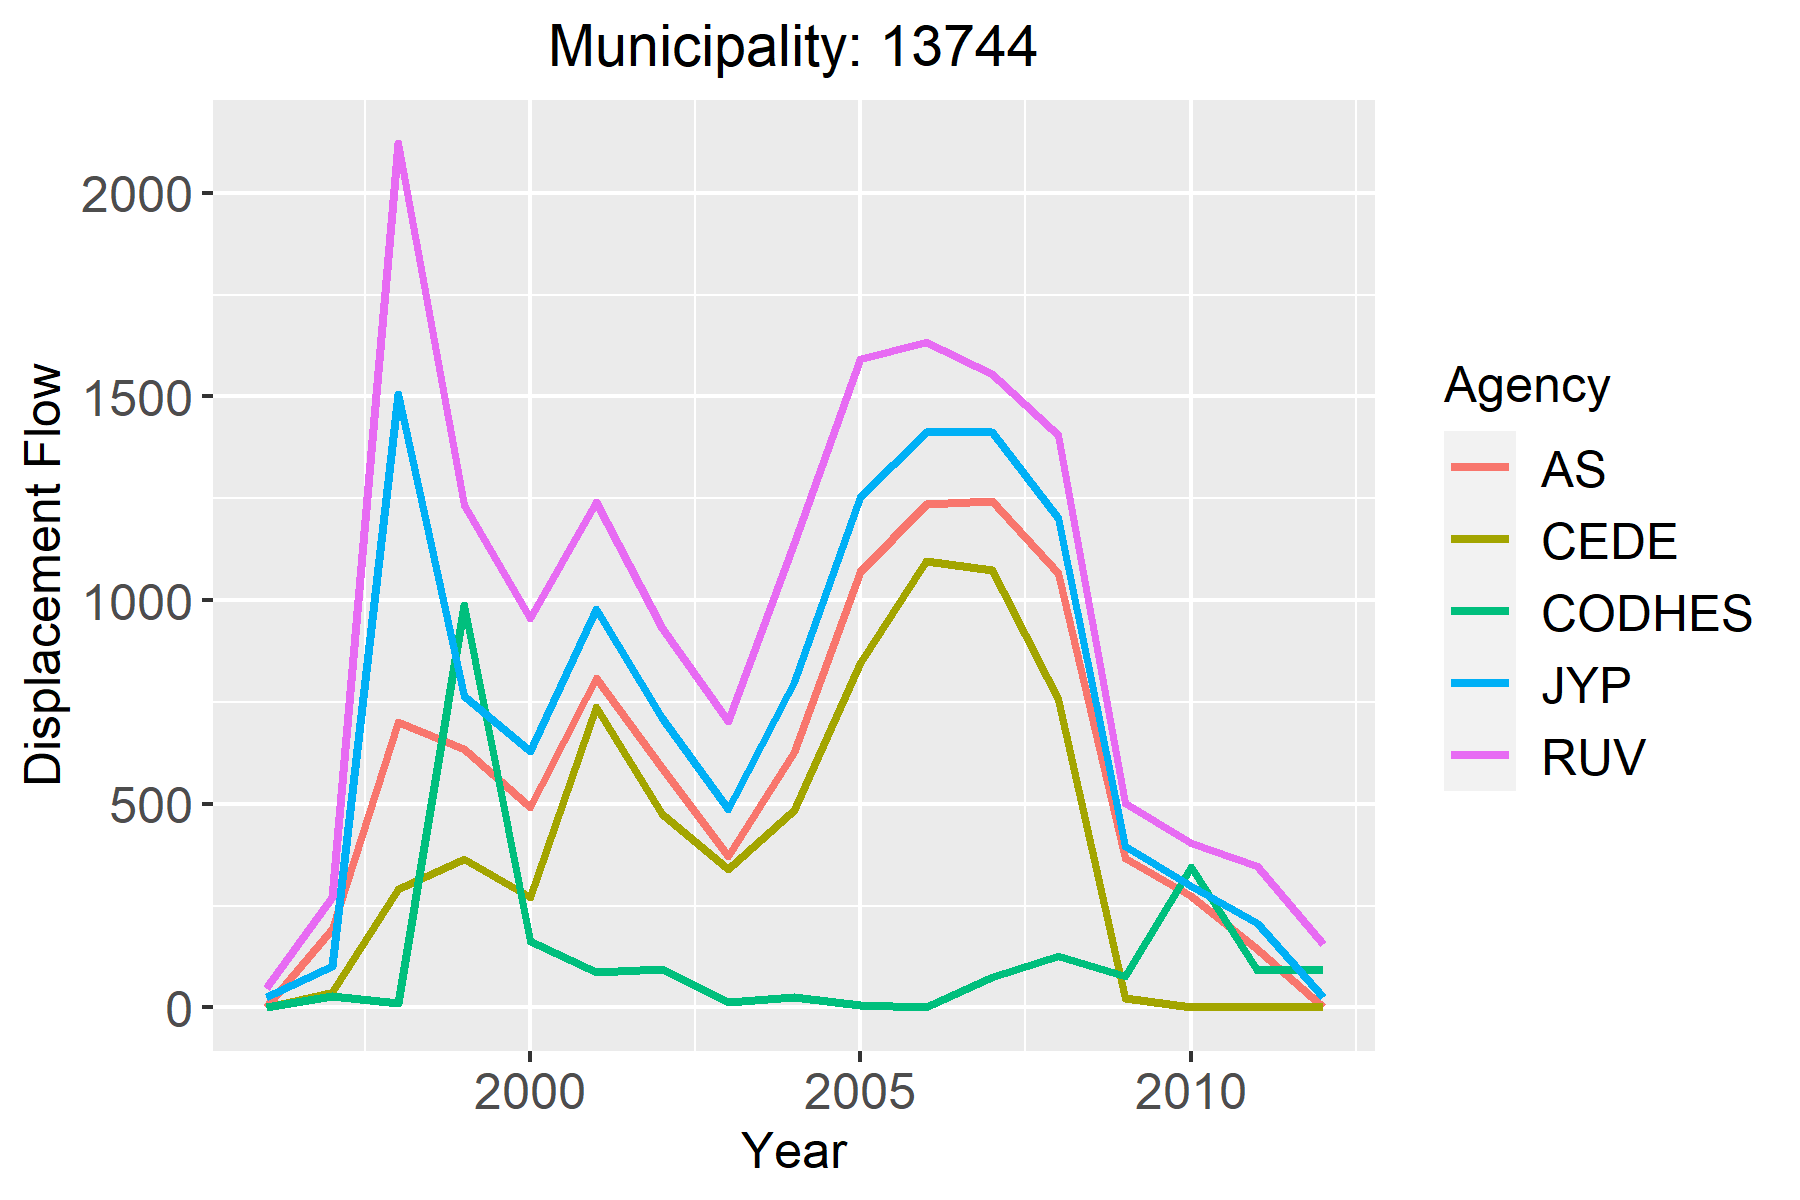 Municipality: 13744
Displacement Flow
2000
1500
1000
500
0
2000
2005
2010
Year
Agency
AS
CEDE
CODHES
JYP
RUV